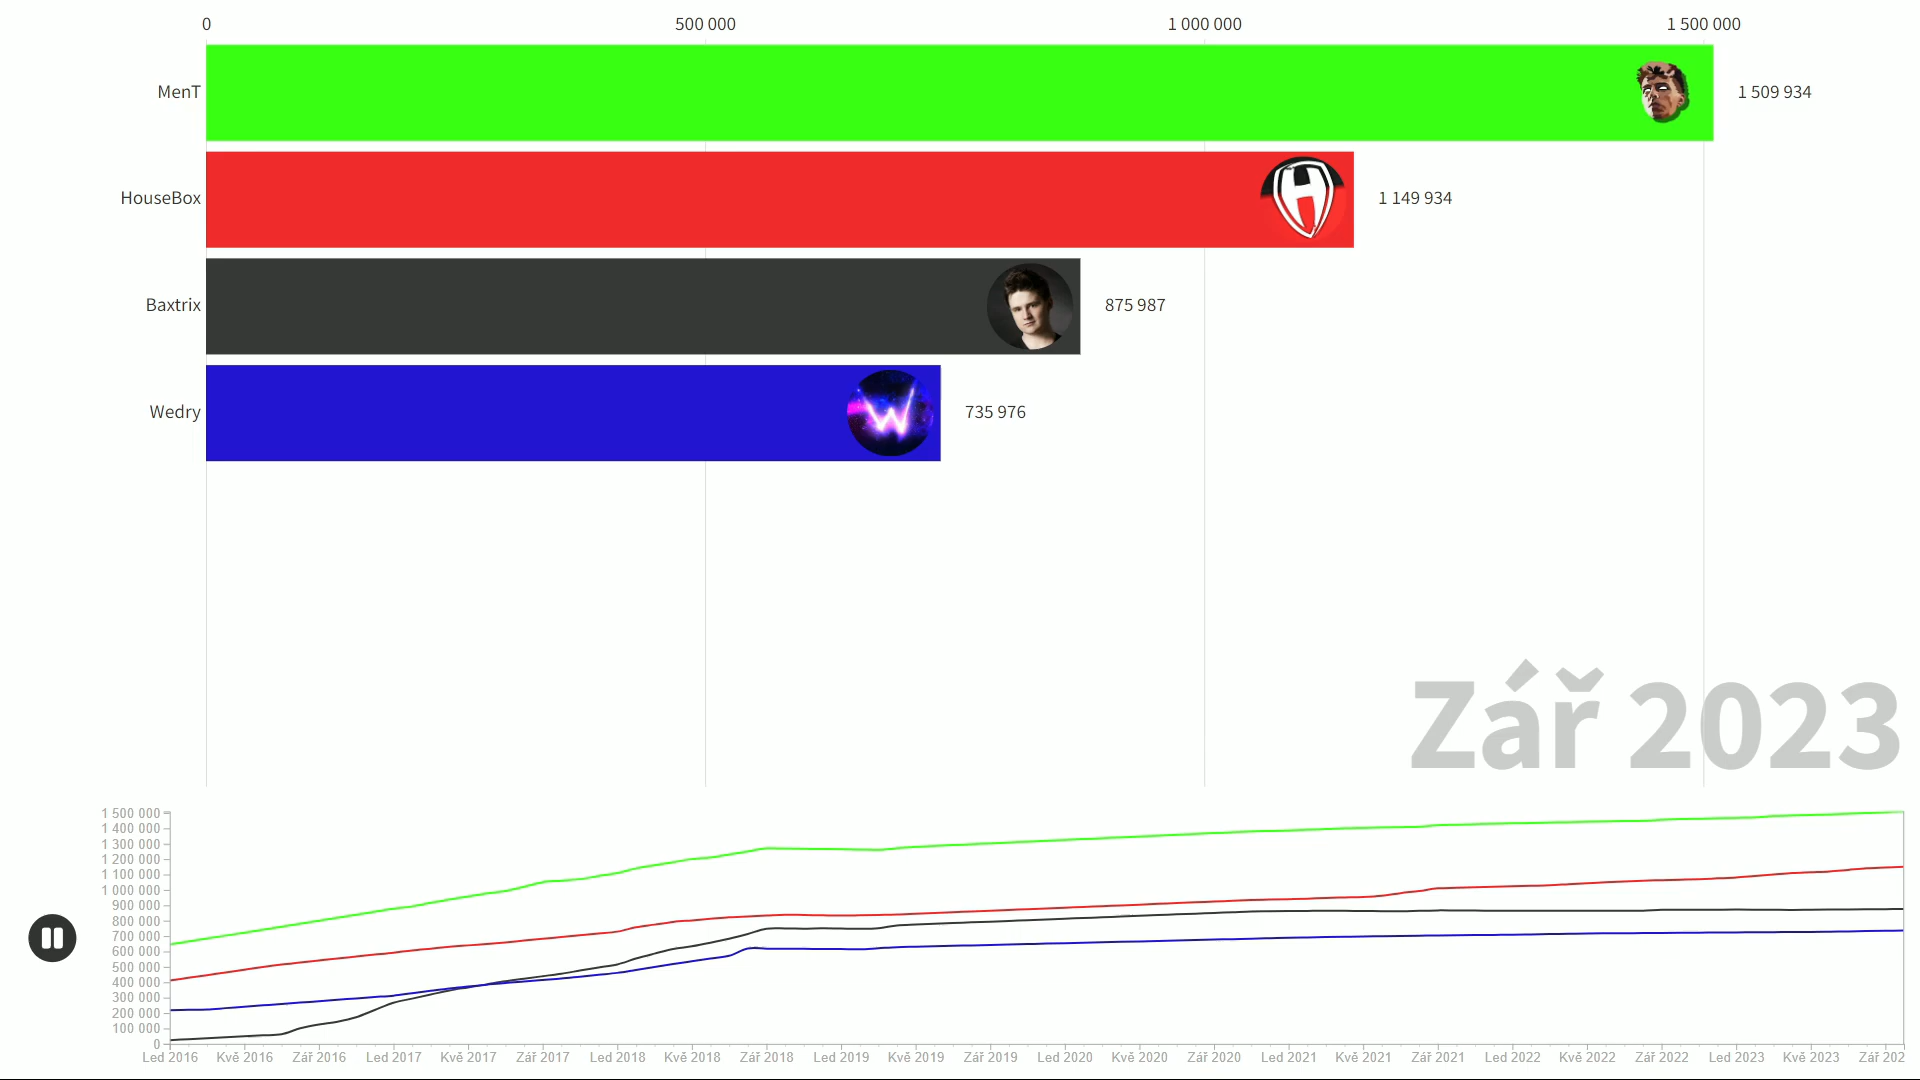 0 500 000 1 000 000 1 500 000
MenT 1 509 934
HouseBox 1 149 934
Baxtrix 875 987
Wedry 735 976
Zář 2023
1 500 000
1 400 000
1 300 000
1 200 000
1 100 000
1 000 000
900 000
800 000
700 000
600 000
500 000
400 000
300 000
200 000
100 000
0
Led 2016 Kvě 2016 Zář 2016 Led 2017 Kvě 2017 Zář 2017 Led 2018 Kvě 2018 Zář 2018 Led 2019 Kvě 2019 Zář 2019 Led 2020 Kvě 2020 Zář 2020 Led 2021 Kvě 2021 Zář 2021 Led 2022 Kvě 2022 Zář 2022 Led 2023 Kvě 2023 Zář 202